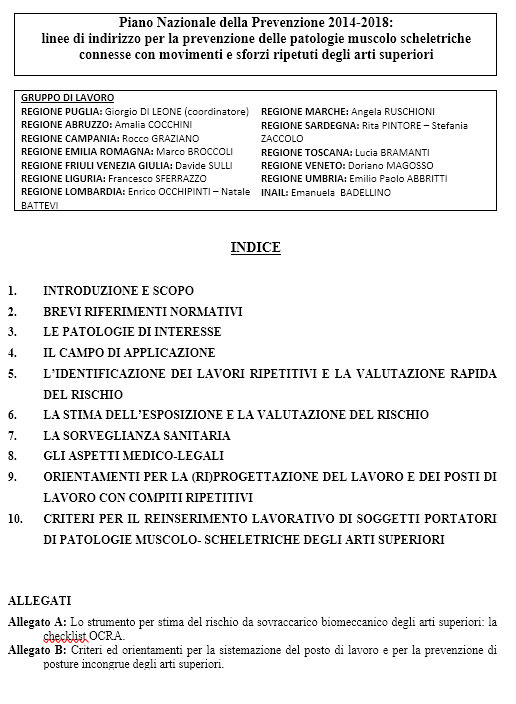 Piano Nazionale della Prevenzione 2014-2018:
linee di indirizzo per la prevenzione delle patologie muscolo scheletriche
connesse con movimenti e sforzi ripetuti degli arti superiori
GRUPPO DI LAVORO
REGIONE PUGLIA: Giorgio DI LEONE (coordinatore)
REGIONE ABRUZZO: Amalia COCCHINI
REGIONE CAMPANIA: Rocco GRAZIANO
REGIONE EMILIA ROMAGNA: Marco BROCCOLI
REGIONE FRIULI VENEZIA GIULIA: Davide SULLI
REGIONE LIGURIA: Francesco SFERRAZZO
REGIONE LOMBARDIA: Enrico OCCHIPINTI – Natale
BATTEVI
REGIONE MARCHE: Angela RUSCHIONI
REGIONE SARDEGNA: Rita PINTORE – Stefania
ZACCOLO
REGIONE TOSCANA: Lucia BRAMANTI
REGIONE VENETO: Doriano MAGOSSO
REGIONE UMBRIA: Emilio Paolo ABBRITTI
INAIL: Emanuela BADELLINO
INDICE
1. INTRODUZIONE E SCOPO
2. BREVI RIFERIMENTI NORMATIVI
3. LE PATOLOGIE DI INTERESSE
4. IL CAMPO DI APPLICAZIONE
5. L'IDENTIFICAZIONE DEI LAVORI RIPETITIVI E LA VALUTAZIONE RAPIDA
DEL RISCHIO
6. LA STIMA DELL'ESPOSIZIONE E LA VALUTAZIONE DEL RISCHIO
7. LA SORVEGLIANZA SANITARIA
8. GLI ASPETTI MEDICO-LEGALI
9. ORIENTAMENTI PER LA (RI)PROGETTAZIONE DEL LAVORO E DEI POSTI DI
LAVORO CON COMPITI RIPETITIVI
10. CRITERI PER IL REINSERIMENTO LAVORATIVO DI SOGGETTI PORTATORI
DI PATOLOGIE MUSCOLO- SCHELETRICHE DEGLI ARTI SUPERIORI
ALLEGATI
Allegato A: Lo strumento per stima del rischio da sovraccarico biomeccanico degli arti superiori: la
checklist OCRA.
Allegato B: Criteri ed orientamenti per la sistemazione del posto di lavoro e per la prevenzione di
posture incongrue degli arti superiori.